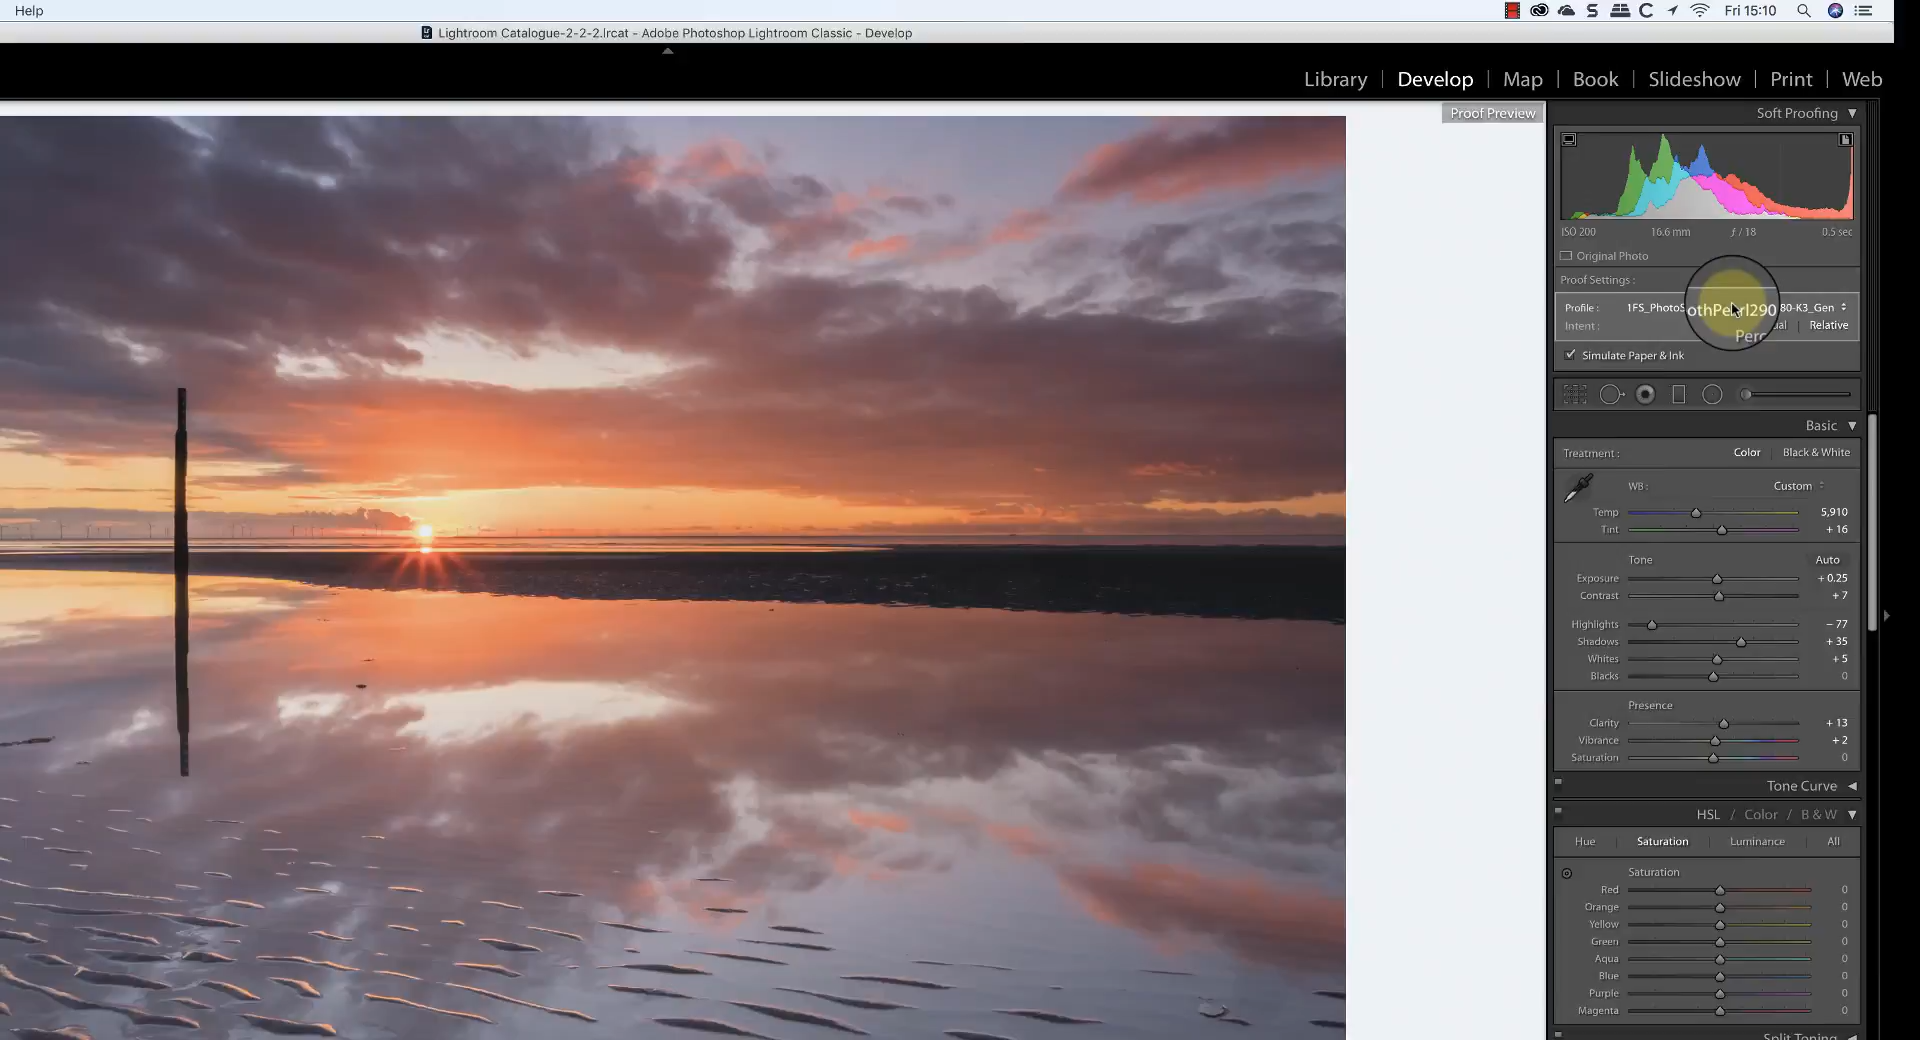 Help
Fri 15:10
Lightroom Catalogue-2-2-2.lrcat - Adobe Photoshop Lightroom Classic - Develop
Library | Develop | Map | Book | Slideshow | Print | Web
Proof Preview
Soft Proofing
ISO 200 16.6 mm ƒ / 18 0.5 sec
Original Photo
Proof Settings :
Profile : 1FS_PhotoS othPearl290 80-K3_Gen
Intent : Perc ual | Relative
Simulate Paper & Ink
Basic
Treatment : Color | Black & White
WB : Custom
Temp 5,910
Tint + 16
Tone Auto
Exposure + 0.25
Contrast + 7
Highlights − 77
Shadows + 35
Whites + 5
Blacks 0
Presence
Clarity + 13
Vibrance + 2
Saturation 0
Tone Curve
HSL / Color / B & W
Hue | Saturation | Luminance | All
Saturation
Red 0
Orange 0
Yellow 0
Green 0
Aqua 0
Blue 0
Purple 0
Magenta 0
Split Toning